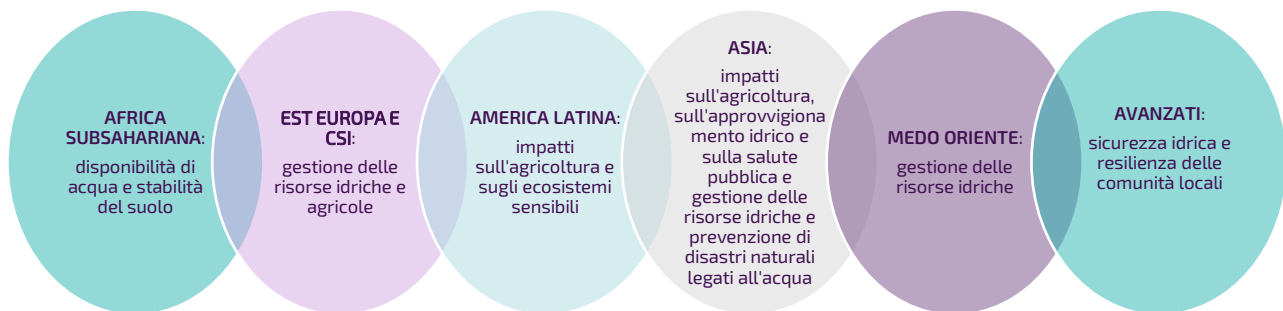 AFRICA
SUBSAHARIANA:
disponibilità di
acqua e stabilità
del suolo
EST EUROPA E
CSI:
gestione delle
risorse idriche e
agricole
AMERICA LATINA:
impatti
sull'agricoltura e
sugli ecosistemi
sensibili
ASIA:
impatti
sull'agricoltura,
sull'approvvigiona
mento idrico e
sulla salute
pubblica e
gestione delle
risorse idriche e
prevenzione di
disastri naturali
legati all'acqua
MEDO ORIENTE:
gestione delle
risorse idriche
AVANZATI:
sicurezza idrica e
resilienza delle
comunità locali